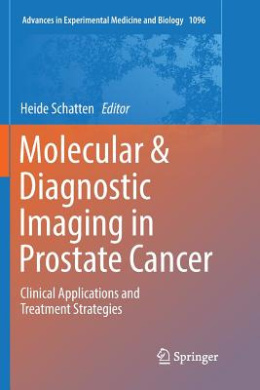 Advances in Experimental Medicine and Biology 1096
Heide Schatten Editor
Molecular &
Diagnostic
Imaging in
Prostate Cancer
Clinical Applications and
Treatment Strategies
Springer